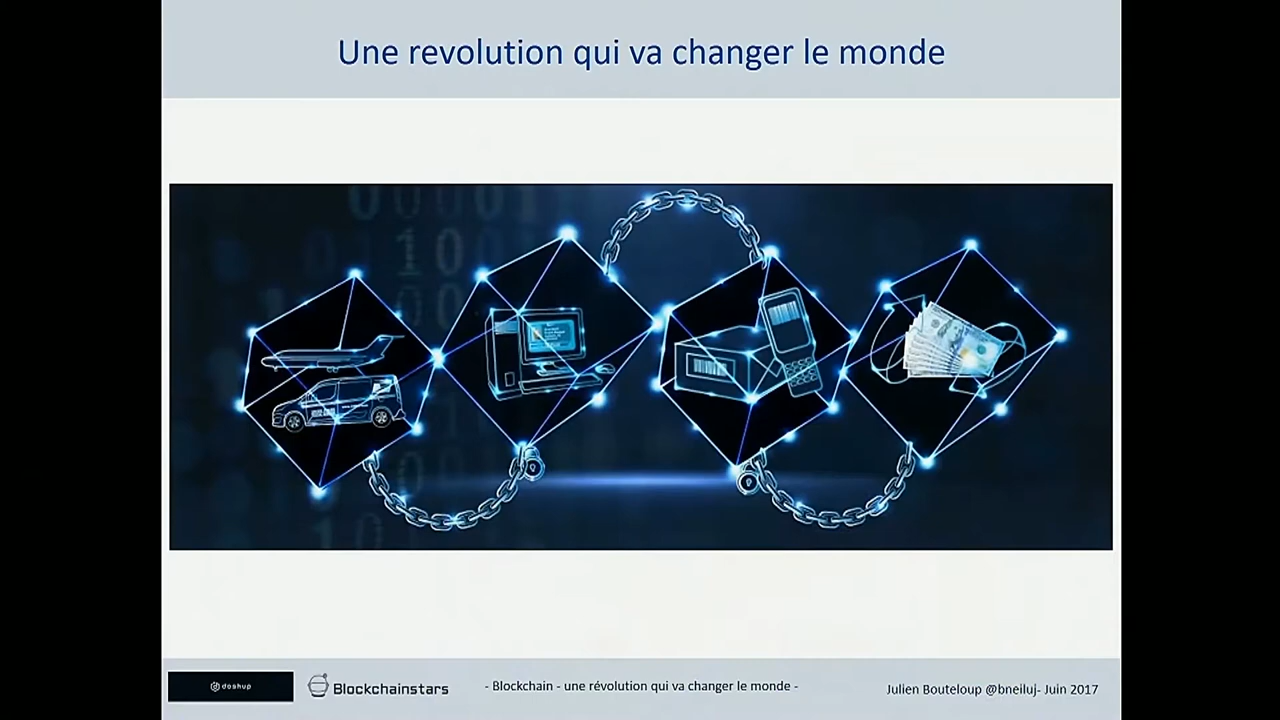 Une revolution qui va changer le monde
doshup
Blockchainstars
- Blockchain - une révolution qui va changer le monde -
Julien Bouteloup @bneiluj- Juin 2017